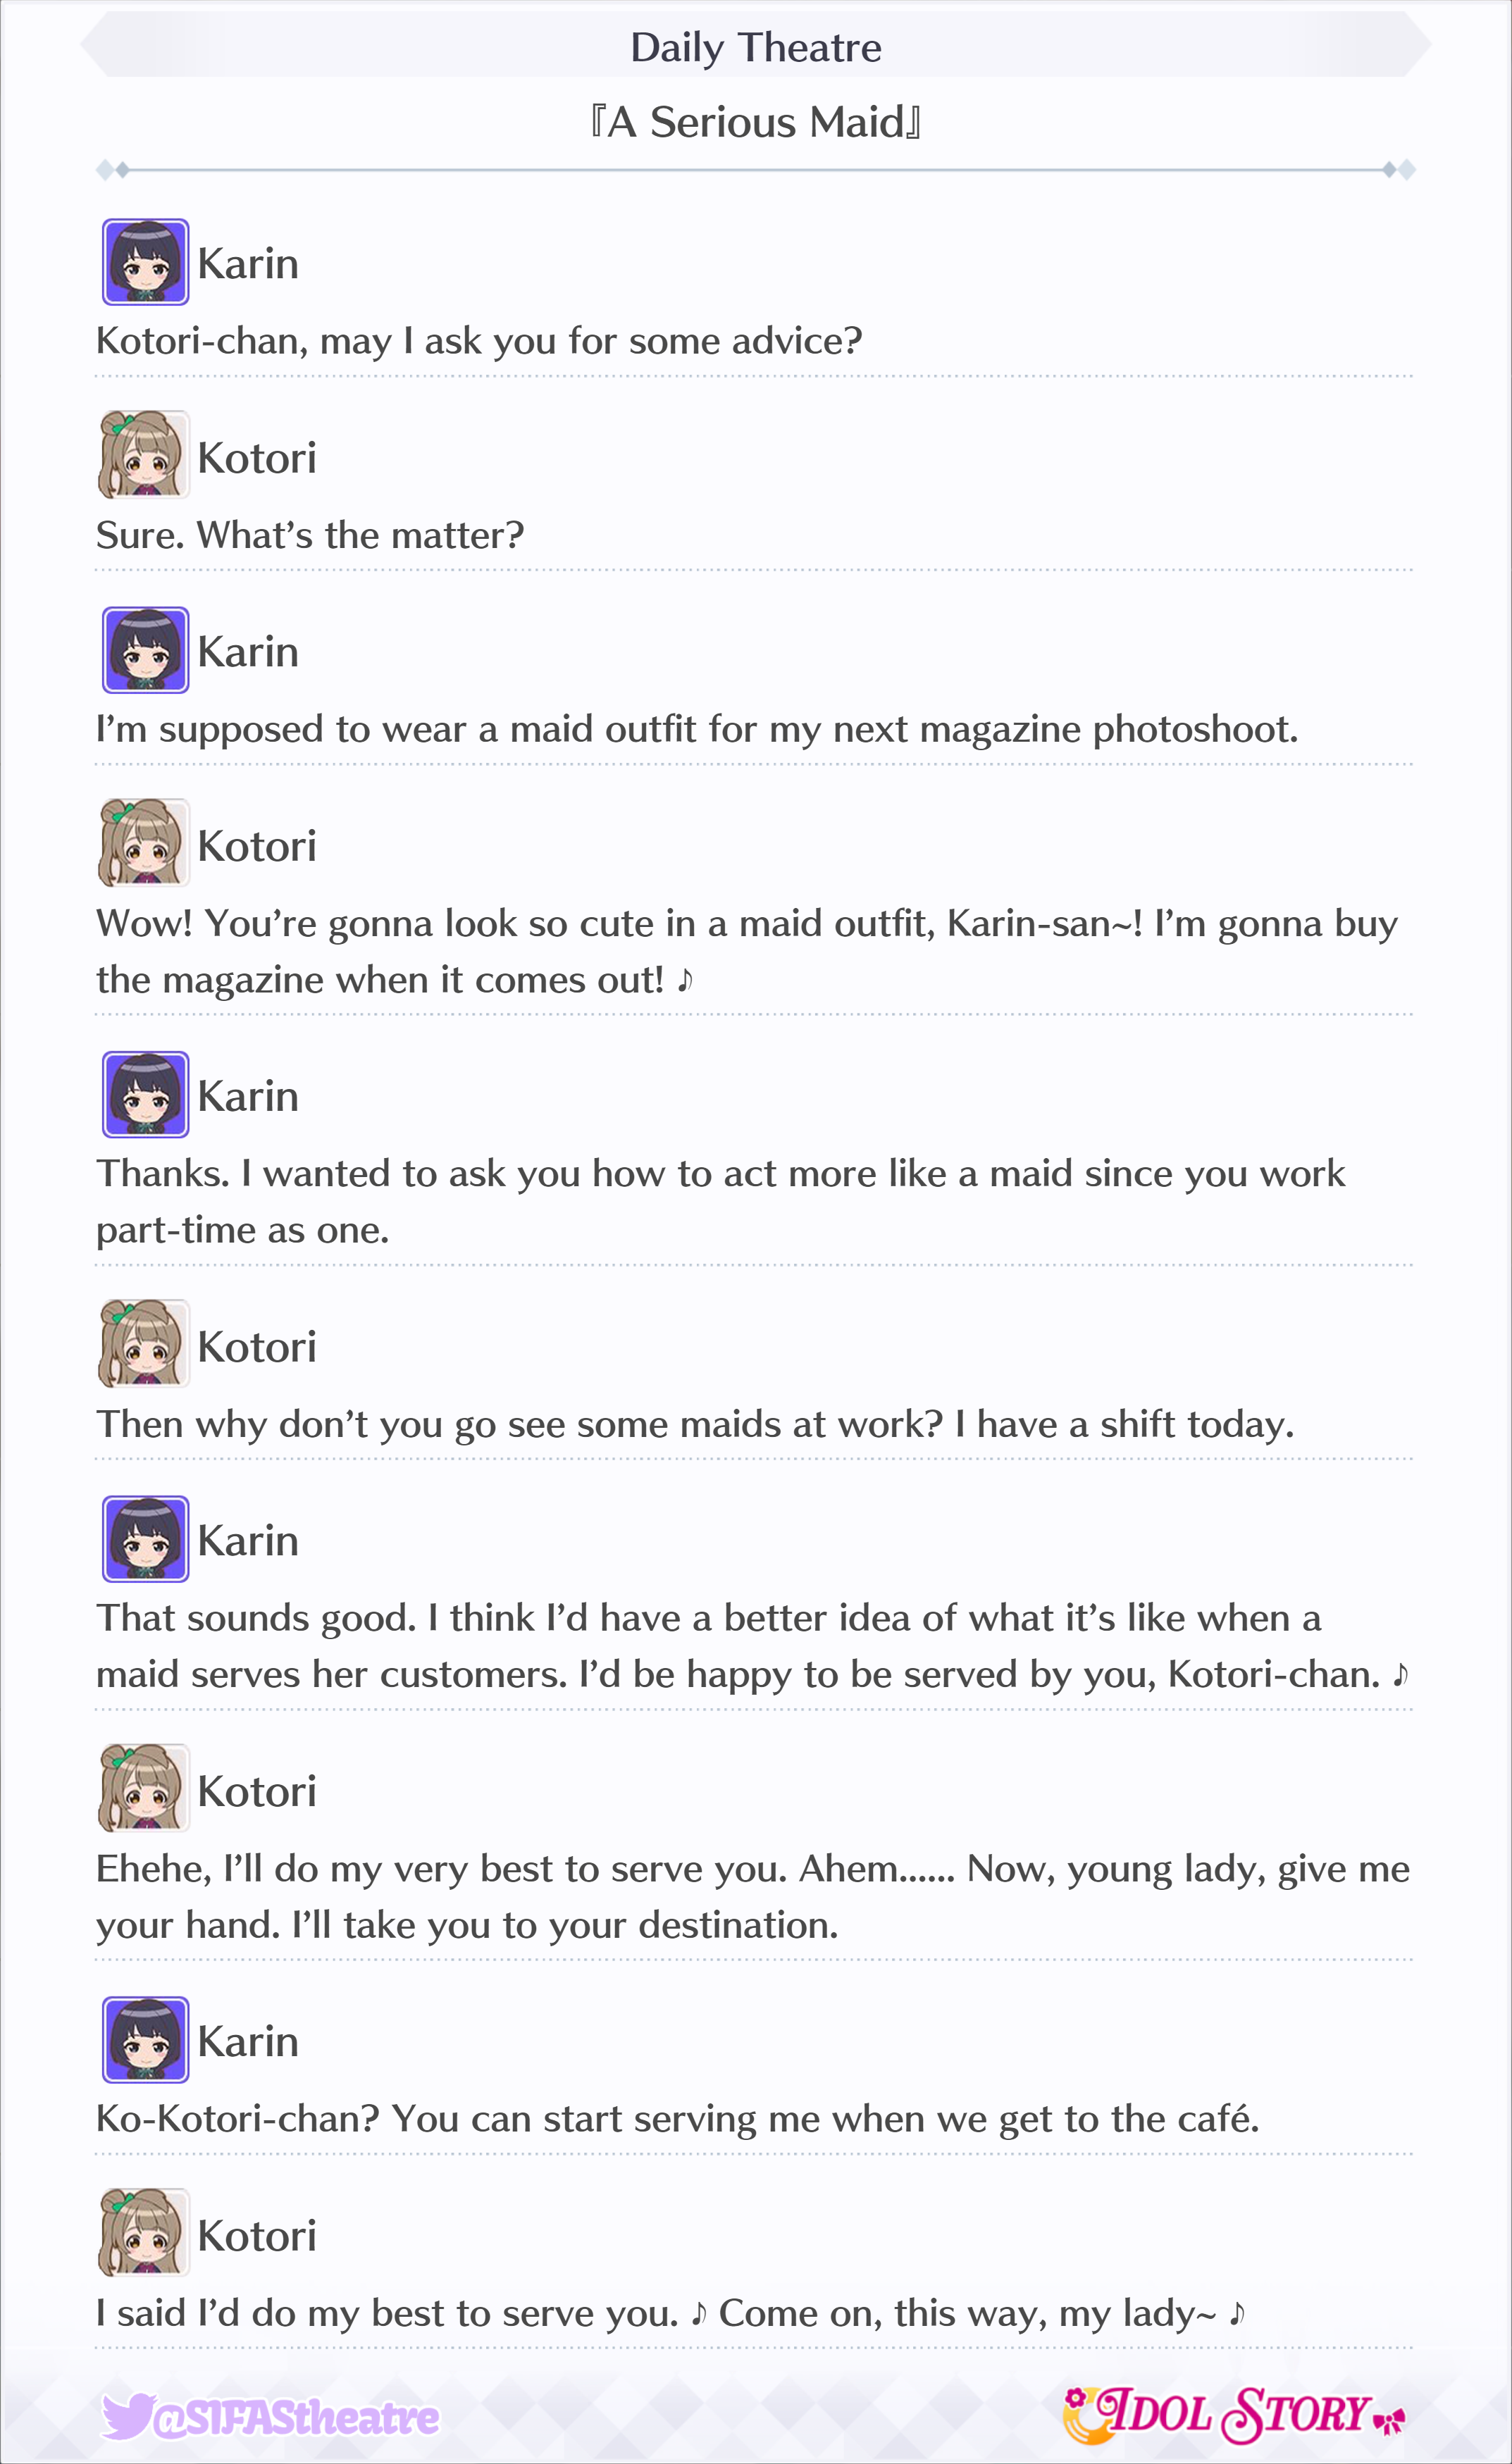 Daily Theatre
『A Serious Maid』
Karin
Kotori-chan, may I ask you for some advice?
Kotori
Sure. What’s the matter?
Karin
I’m supposed to wear a maid outfit for my next magazine photoshoot.
Kotori
Wow! You’re gonna look so cute in a maid outfit, Karin-san~! I’m gonna buy
the magazine when it comes out! ♪
Karin
Thanks. I wanted to ask you how to act more like a maid since you work
part-time as one.
Kotori
Then why don’t you go see some maids at work? I have a shift today.
Karin
That sounds good. I think I’d have a better idea of what it’s like when a
maid serves her customers. I’d be happy to be served by you, Kotori-chan. ♪
Kotori
Ehehe, I’ll do my very best to serve you. Ahem...... Now, young lady, give me
your hand. I’ll take you to your destination.
Karin
Ko-Kotori-chan? You can start serving me when we get to the café.
Kotori
I said I’d do my best to serve you. ♪ Come on, this way, my lady~ ♪
@SIFAStheatre
IDOL STORY